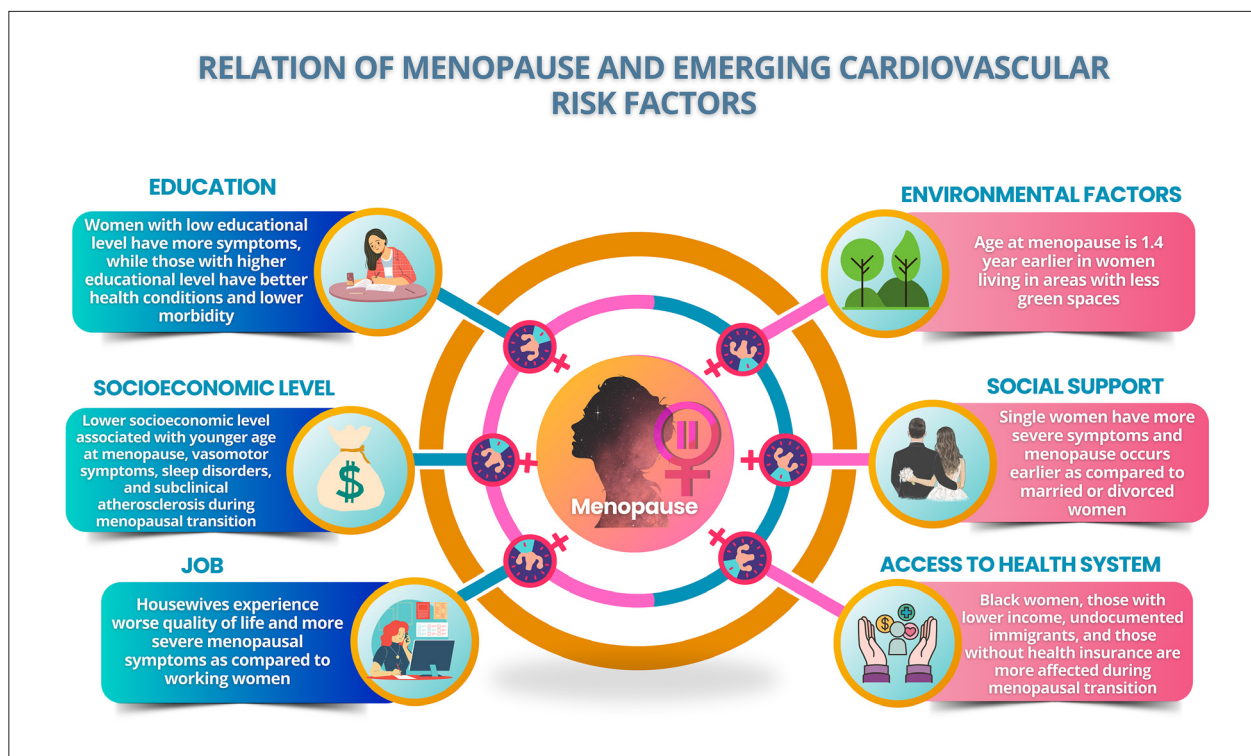 RELATION OF MENOPAUSE AND EMERGING CARDIOVASCULAR
RISK FACTORS
EDUCATION
Women with low educational
level have more symptoms,
while those with higher
educational level have better
health conditions and lower
morbidity
SOCIOECONOMIC LEVEL
Lower socioeconomic level
associated with younger age
at menopause, vasomotor
symptoms, sleep disorders,
and subclinical
atherosclerosis during
menopausal transition
$
JOB
Housewives experience
worse quality of life and more
severe menopausal
symptoms as compared to
working women
Menopause
ENVIRONMENTAL FACTORS
Age at menopause is 1.4
year earlier in women
living in areas with less
green spaces
SOCIAL SUPPORT
Single women have more
severe symptoms and
menopause occurs
earlier as compared to
married or divorced
women
ACCESS TO HEALTH SYSTEM
$
Black women, those with
lower income, undocumented
immigrants, and those
without health insurance are
more affected during
menopausal transition